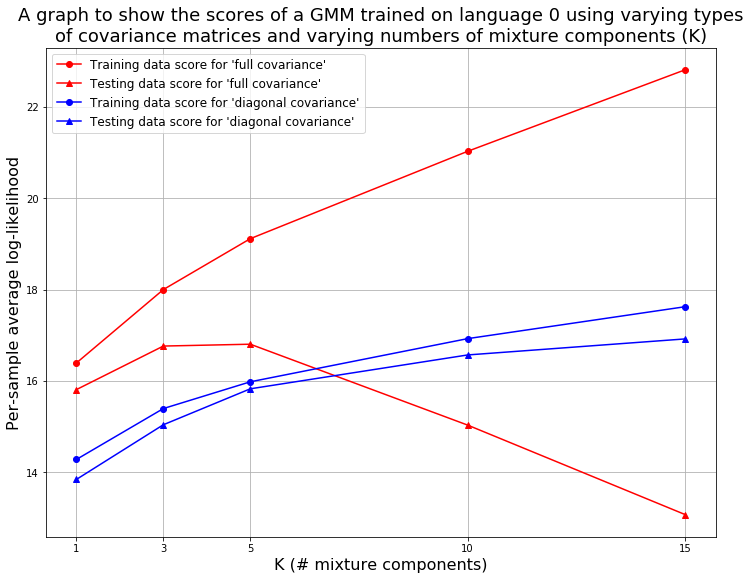 A graph to show the scores of a GMM trained on language 0 using varying types
of covariance matrices and varying numbers of mixture components (K)
Training data score for 'full covariance'
Testing data score for 'full covariance'
Training data score for 'diagonal covariance'
Testing data score for 'diagonal covariance'
Per-sample average log-likelihood
22
20
18
16
14
1 3 5 10 15
K (# mixture components)